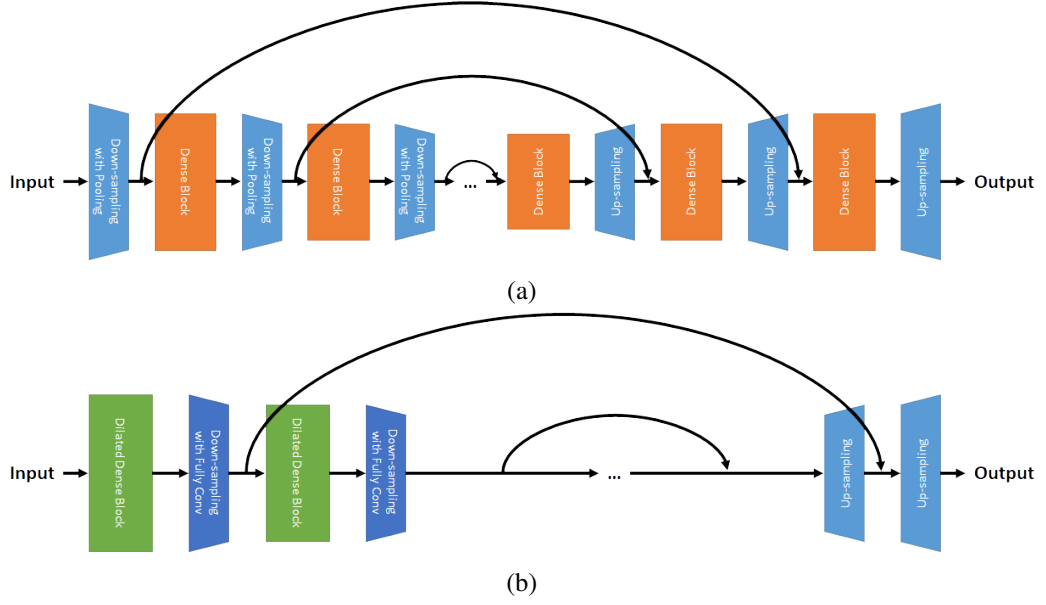 Input
Down-sampling
with Pooling
Dense Block
Down-sampling
with Pooling
Dense Block
Down-sampling
with Pooling
...
Dense Block
Up-sampling
Dense Block
Up-sampling
Dense Block
Up-sampling
Output
(a)
Input
Dilated Dense Block
Down-sampling
with Fully Conv
Dilated Dense Block
Down-sampling
with Fully Conv
...
Up-sampling
Up-sampling
Output
(b)